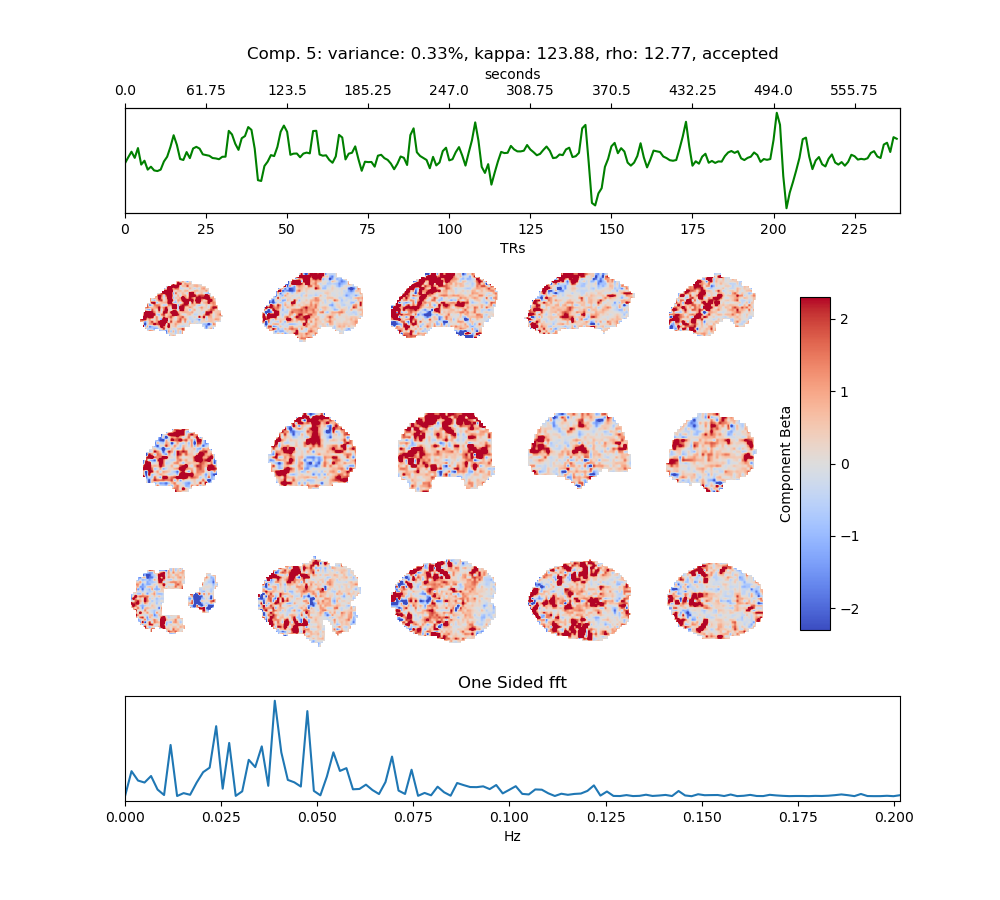 Comp. 5: variance: 0.33%, kappa: 123.88, rho: 12.77, accepted
seconds
0.0 61.75 123.5 185.25 247.0 308.75 370.5 432.25 494.0 555.75
0 25 50 75 100 125 150 175 200 225
TRs
2
1
0
−1
−2
Component Beta
One Sided fft
0.000 0.025 0.050 0.075 0.100 0.125 0.150 0.175 0.200
Hz